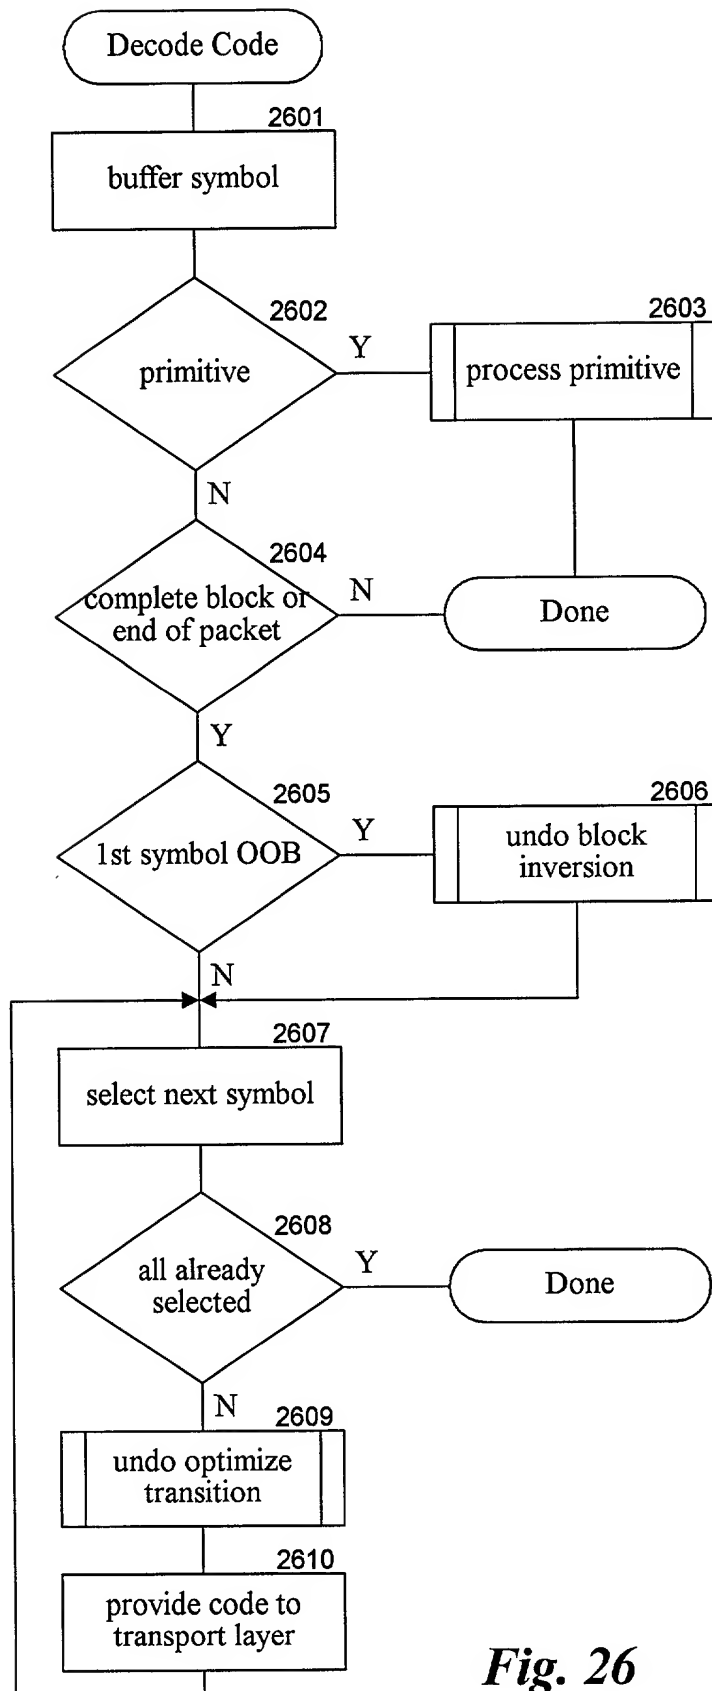 Decode Code
2601
buffer symbol
2602
primitive
Y
2603
process primitive
N
2604
complete block or
end of packet
N
Done
Y
2605
1st symbol OOB
Y
2606
undo block
inversion
N
2607
select next symbol
2608
all already
selected
Y
Done
N
2609
undo optimize
transition
2610
provide code to
transport layer
Fig. 26